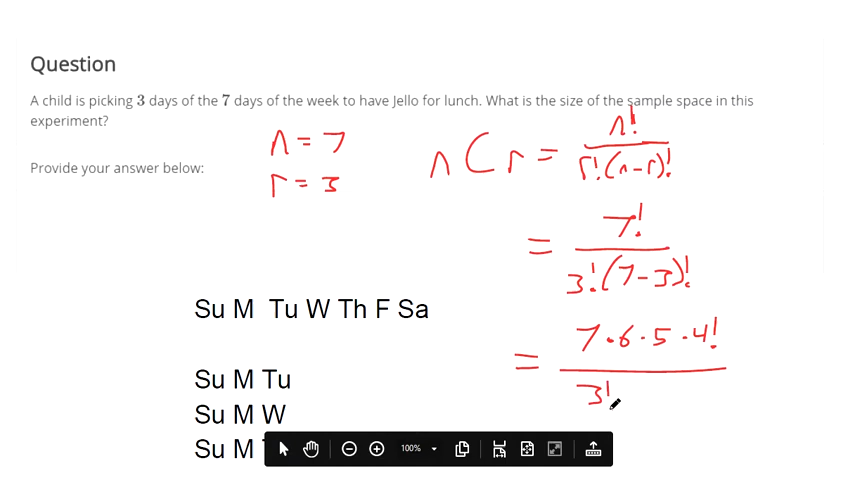 Question
A child is picking 3 days of the 7 days of the week to have Jello for lunch. What is the size of the sample space in this
experiment?
Provide your answer below:
n = 7
r = 3
n C r = n! / r!(n-r)!
= 7! / 3!(7-3)!
= 7·6·5·4! / 3!
Su M Tu W Th F Sa
Su M Tu
Su M W
Su M
100%